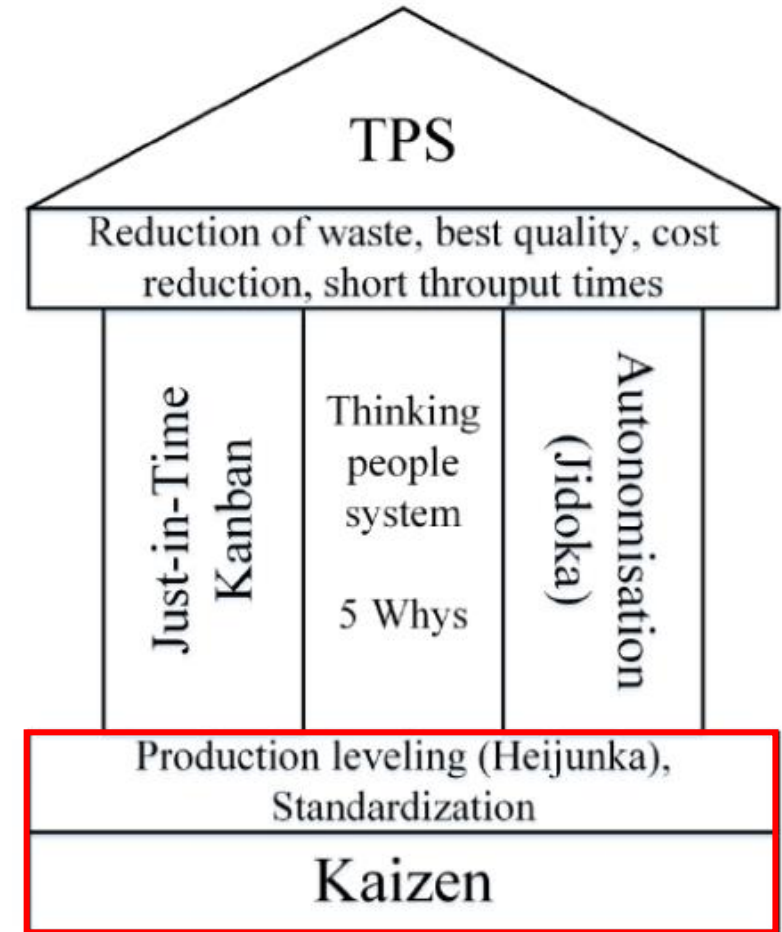 TPS
Reduction of waste, best quality, cost
reduction, short throuput times
Just-in-Time
Kanban
Thinking
people
system
5 Whys
Autonomisation
(Jidoka)
Production leveling (Heijunka),
Standardization
Kaizen